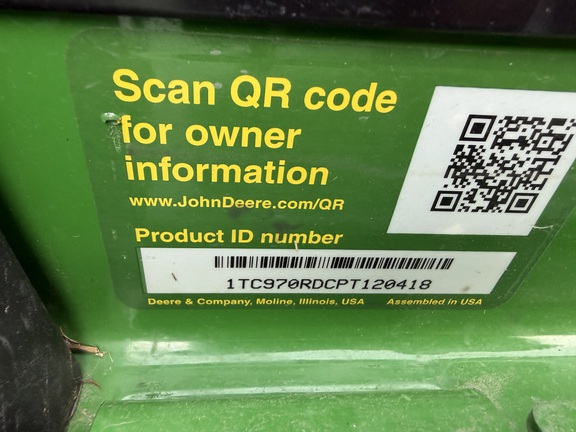 Scan QR code
for owner
information
www.JohnDeere.com/QR
Product ID number
1TC970RDCPT120418
Deere & Company, Moline, Illinois, USA Assembled in USA